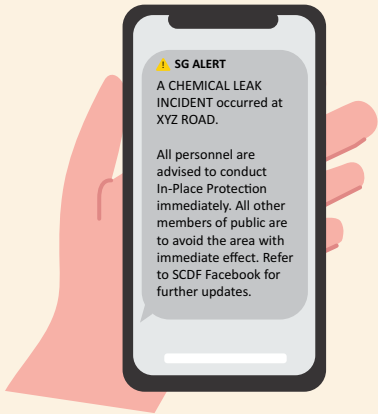 SG ALERT
A CHEMICAL LEAK
INCIDENT occurred at
XYZ ROAD.
All personnel are
advised to conduct
In-Place Protection
immediately. All other
members of public are
to avoid the area with
immediate effect. Refer
to SCDF Facebook for
further updates.